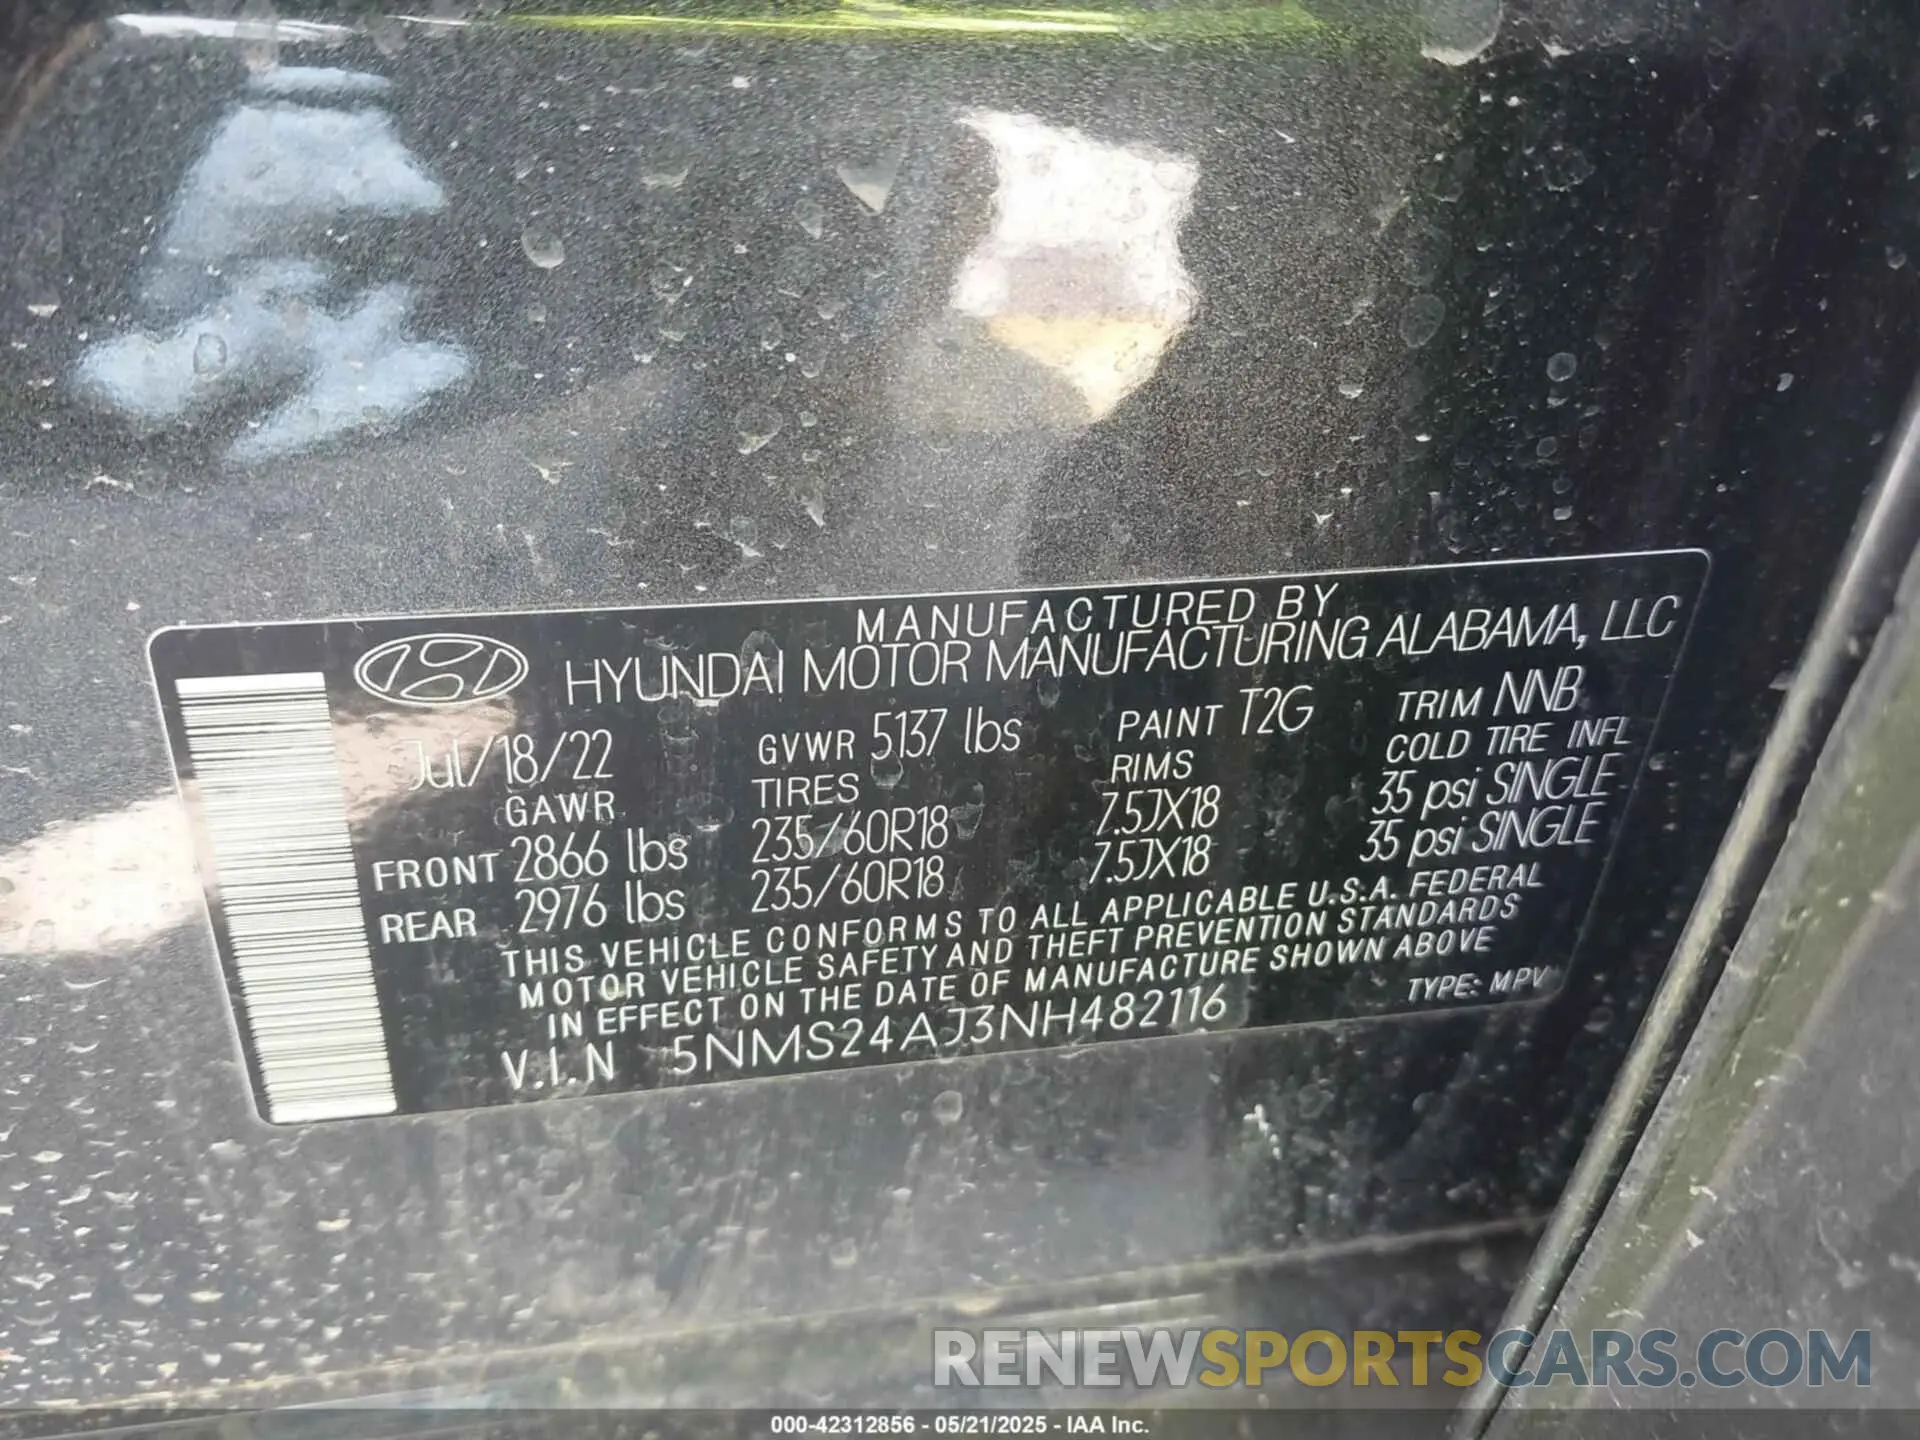 MANUFACTURED BY
HYUNDAI MOTOR MANUFACTURING ALABAMA, LLC
Jul/18/22 GVWR 5137 lbs PAINT T2G TRIM NNB
GAWR TIRES RIMS COLD TIRE INFL
FRONT 2866 lbs 235/60R18 7.5JX18 35 psi SINGLE
REAR 2976 lbs 235/60R18 7.5JX18 35 psi SINGLE
THIS VEHICLE CONFORMS TO ALL APPLICABLE U.S.A. FEDERAL
MOTOR VEHICLE SAFETY AND THEFT PREVENTION STANDARDS
IN EFFECT ON THE DATE OF MANUFACTURE SHOWN ABOVE
V.I.N 5NMS24AJ3NH482116 TYPE: MPV
RENEWSPORTSCARS.COM
000-42312856 - 05/21/2025 - IAA Inc.